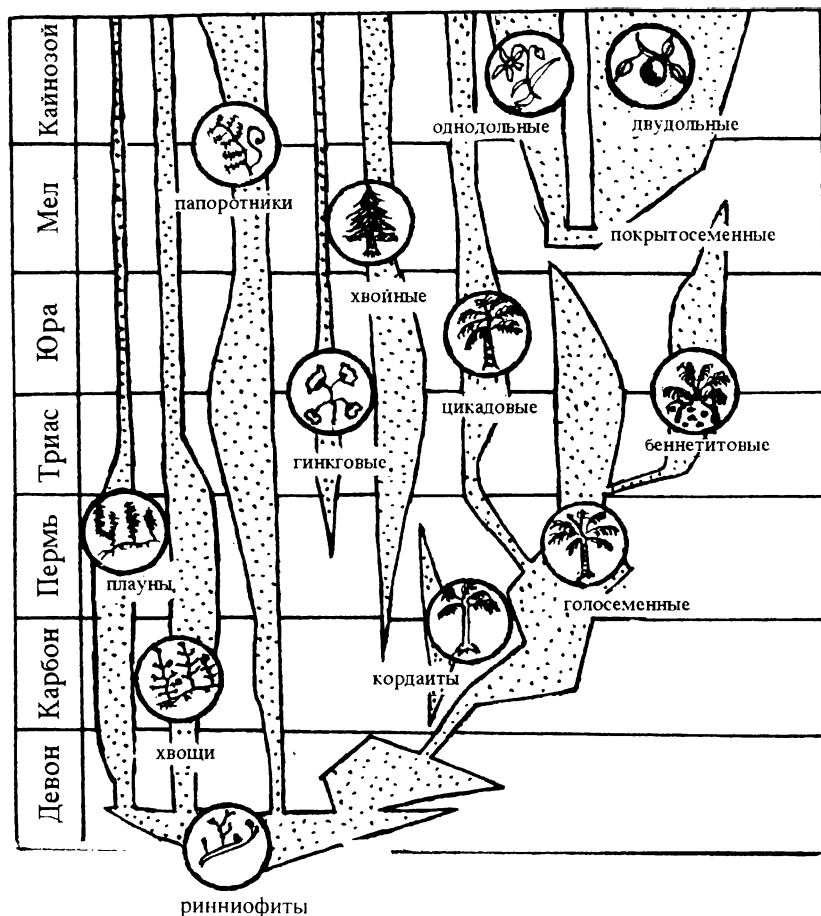 Кайнозой
однодольные
двудольные
Мел
папоротники
покрытосеменные
хвойные
Юра
цикадовые
Триас
гинкговые
беннетитовые
Пермь
плауны
голосеменные
Карбон
кордаиты
хвощи
Девон
ринниофиты